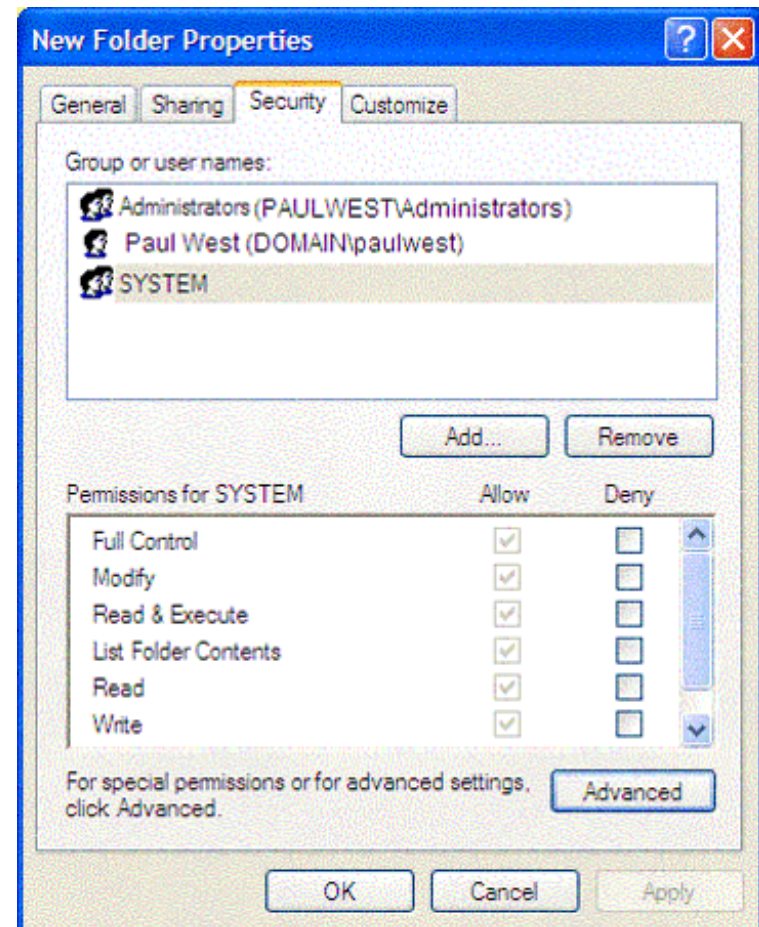 New Folder Properties
General Sharing Security Customize
Group or user names:
Administrators (PAULWEST\Administrators)
Paul West (DOMAIN\paulwest)
SYSTEM
Add... Remove
Permissions for SYSTEM Allow Deny
Full Control
Modify
Read & Execute
List Folder Contents
Read
Write
For special permissions or for advanced settings,
click Advanced.
Advanced
OK Cancel Apply